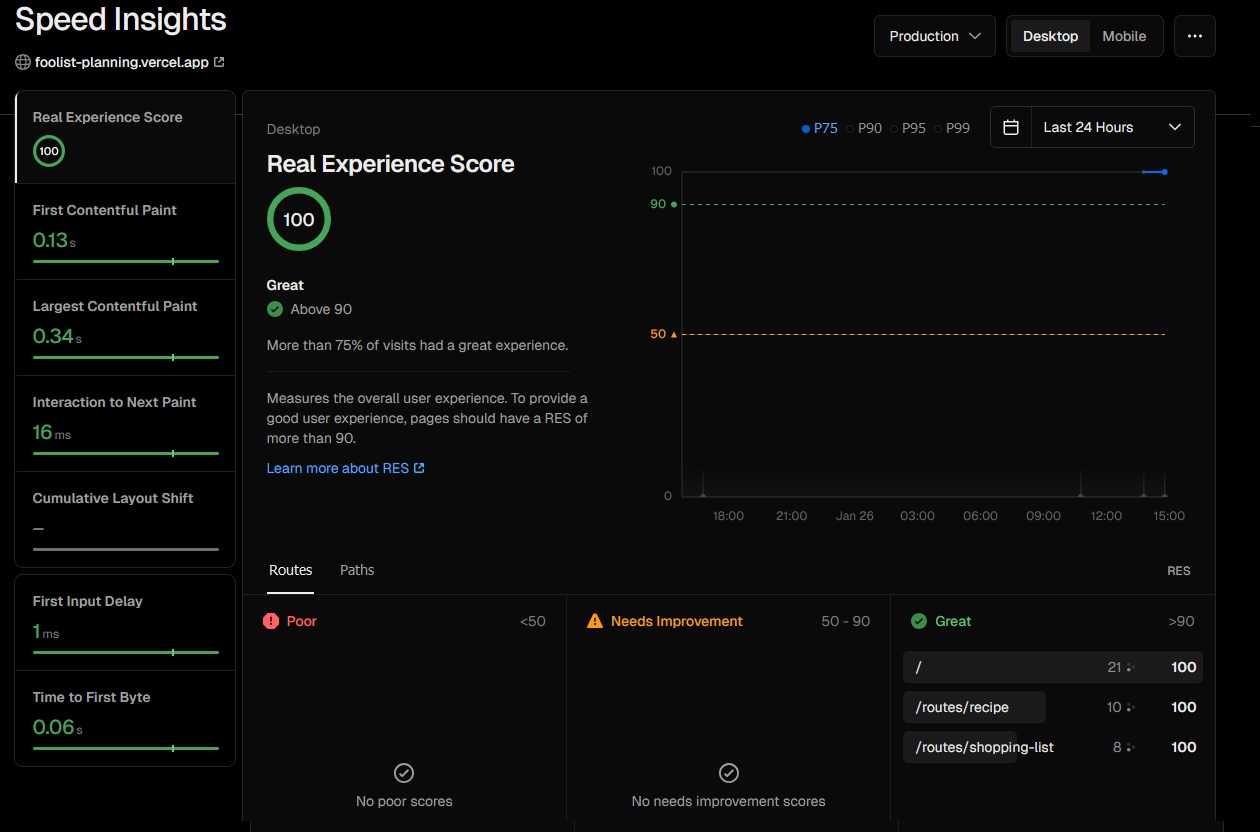 Speed Insights
foolist-planning.vercel.app
Production
Desktop
Mobile
Real Experience Score
100
First Contentful Paint
0.13s
Largest Contentful Paint
0.34s
Interaction to Next Paint
16 ms
Cumulative Layout Shift
–
First Input Delay
1 ms
Time to First Byte
0.06s
Desktop
P75
P90
P95
P99
Last 24 Hours
Real Experience Score
100
Great
Above 90
More than 75% of visits had a great experience.
Measures the overall user experience. To provide a
good user experience, pages should have a RES of
more than 90.
Learn more about RES
100
90
50
0
18:00 21:00 Jan 26 03:00 06:00 09:00 12:00 15:00
Routes Paths RES
Poor <50
No poor scores
Needs Improvement 50 - 90
No needs improvement scores
Great >90
/ 21 100
/routes/recipe 10 100
/routes/shopping-list 8 100